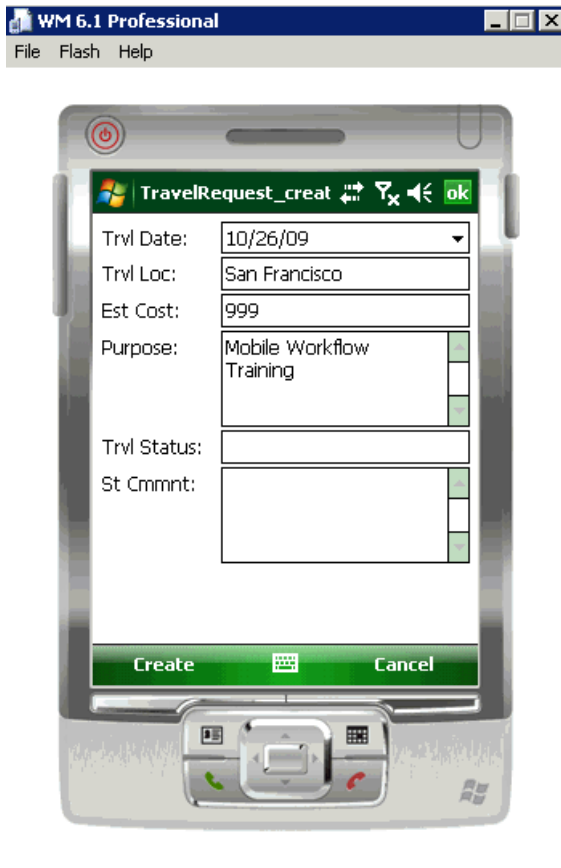 WM 6.1 Professional
File Flash Help
TravelRequest_creat ok
Trvl Date: 10/26/09
Trvl Loc: San Francisco
Est Cost: 999
Purpose: Mobile Workflow
Training
Trvl Status:
St Cmmnt:
Create Cancel